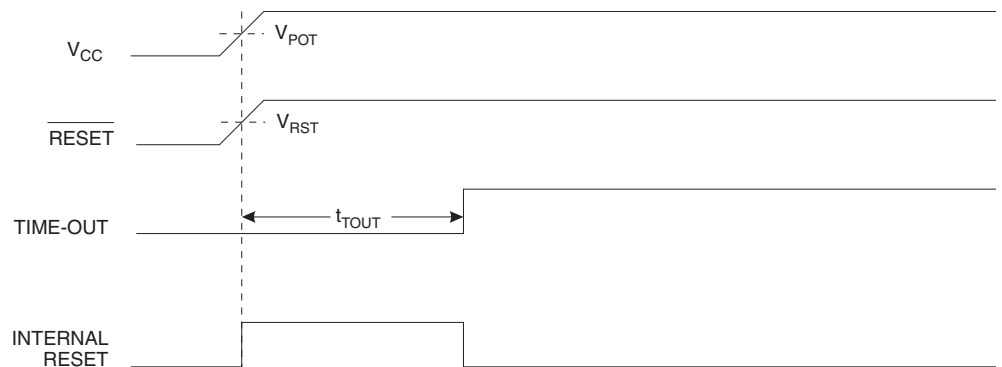 V_CC
V_POT
RESET
V_RST
TIME-OUT
t_TOUT
INTERNAL
RESET